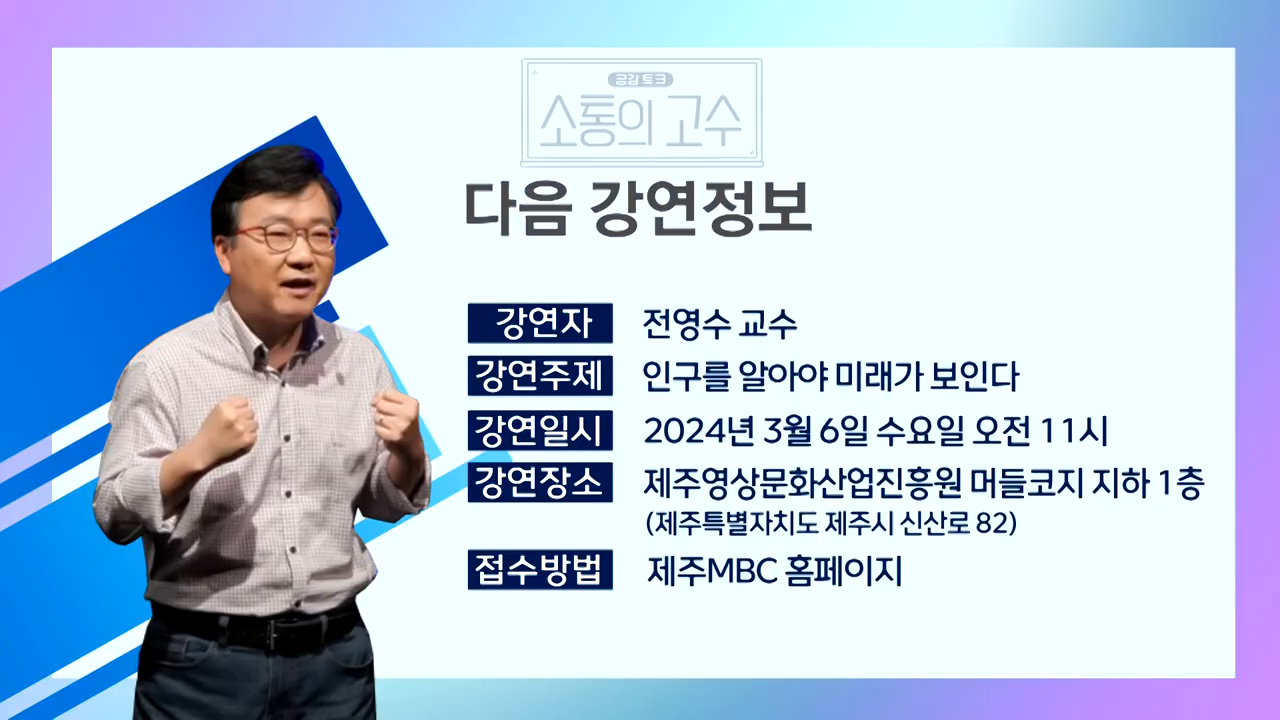 공감 토크
소통의 고수
다음 강연정보
강연자 전영수 교수
강연주제 인구를 알아야 미래가 보인다
강연일시 2024년 3월 6일 수요일 오전 11시
강연장소 제주영상문화산업진흥원 머들코지 지하 1층
(제주특별자치도 제주시 신산로 82)
접수방법 제주MBC 홈페이지